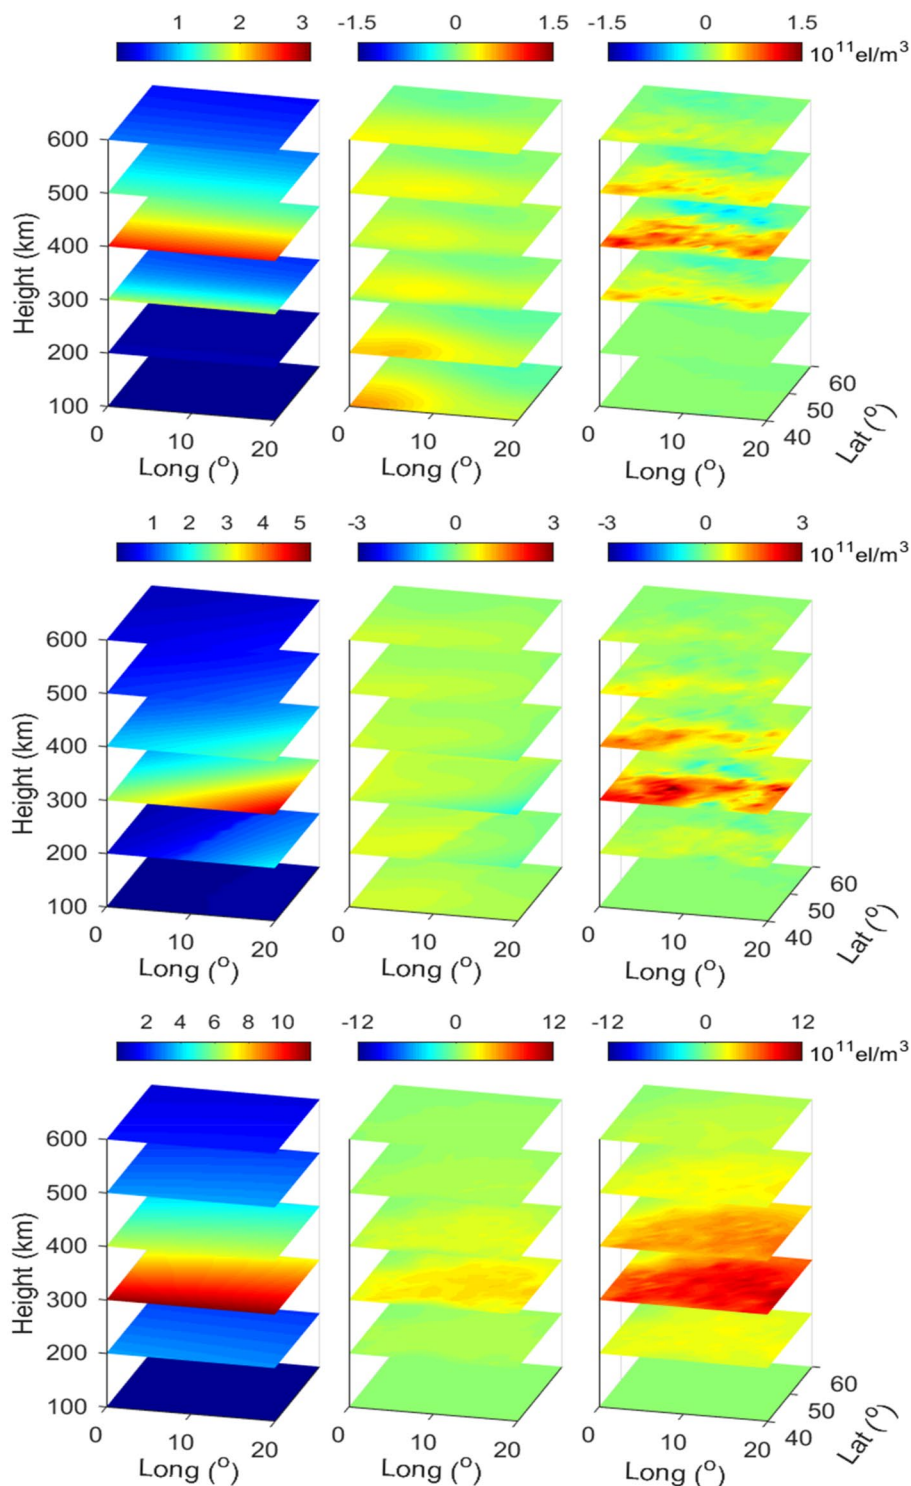 1 2 3 -1.5 0 1.5 -1.5 0 1.5
10¹¹el/m³
Height (km)
600
500
400
300
200
100
0 10 20
Long (°)
0 10 20
Long (°)
0 10 20
Long (°)
60
50
40
Lat (°)
1 2 3 4 5 -3 0 3 -3 0 3
10¹¹el/m³
Height (km)
600
500
400
300
200
100
0 10 20
Long (°)
0 10 20
Long (°)
0 10 20
Long (°)
60
50
40
Lat (°)
2 4 6 8 10 -12 0 12 -12 0 12
10¹¹el/m³
Height (km)
600
500
400
300
200
100
0 10 20
Long (°)
0 10 20
Long (°)
0 10 20
Long (°)
60
50
40
Lat (°)